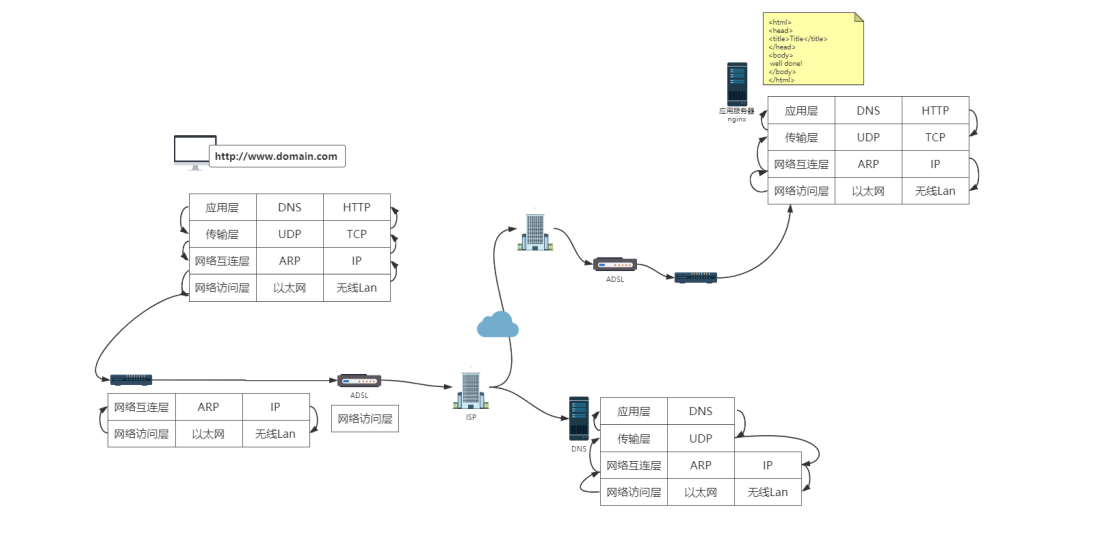 <html>
<head>
<title>Title</title>
</head>
<body>
well done!
</body>
</html>
应用服务器
nginx
应用层 DNS HTTP
传输层 UDP TCP
网络互连层 ARP IP
网络访问层 以太网 无线Lan
http://www.domain.com
应用层 DNS HTTP
传输层 UDP TCP
网络互连层 ARP IP
网络访问层 以太网 无线Lan
ADSL
ADSL
网络互连层 ARP IP
网络访问层 以太网 无线Lan
网络访问层
ISP
DNS
应用层 DNS
传输层 UDP
网络互连层 ARP IP
网络访问层 以太网 无线Lan